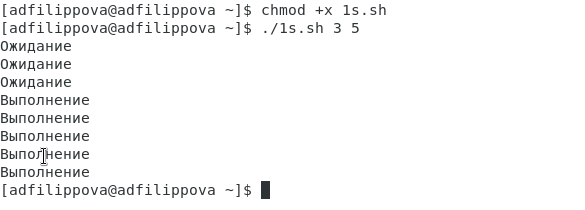 [adfilippova@adfilippova ~]$ chmod +x 1s.sh
[adfilippova@adfilippova ~]$ ./1s.sh 3 5
Ожидание
Ожидание
Ожидание
Выполнение
Выполнение
Выполнение
Выполнение
Выполнение
[adfilippova@adfilippova ~]$